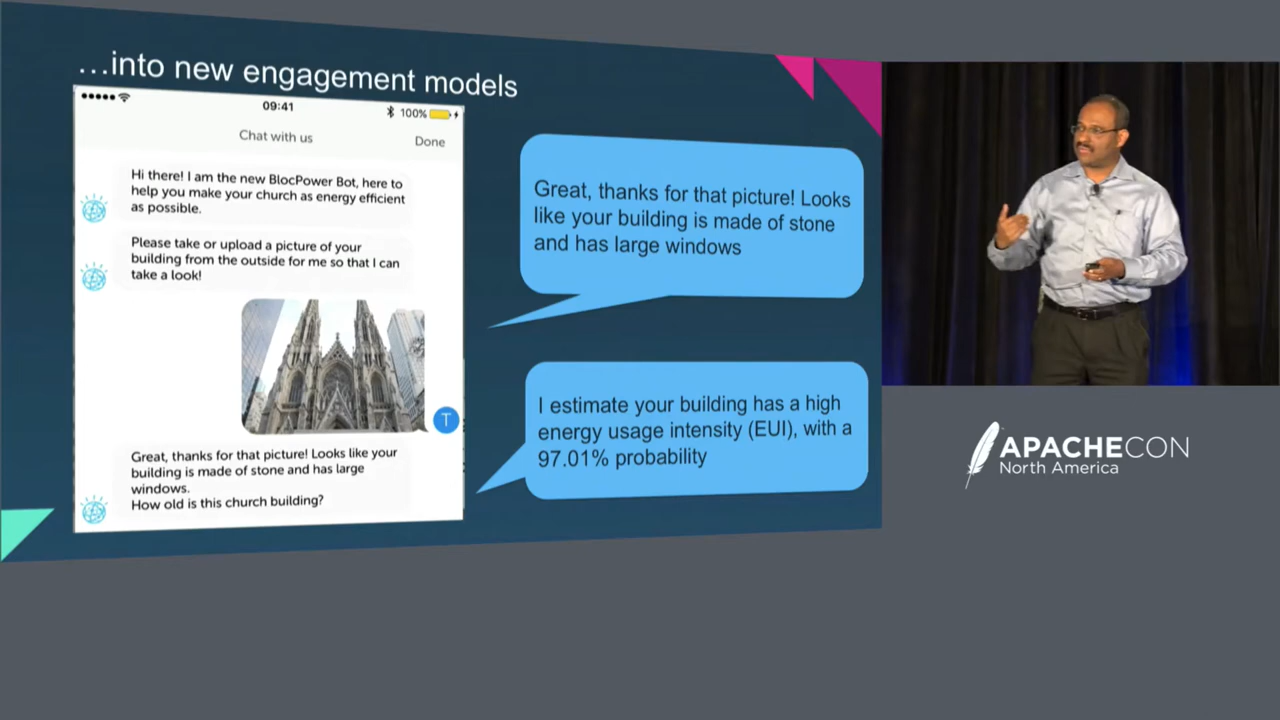 ...into new engagement models
09:41
100%
Chat with us
Done
Hi there! I am the new BlocPower Bot, here to
help you make your church as energy efficient
as possible.
Please take or upload a picture of your
building from the outside for me so that I can
take a look!
T
Great, thanks for that picture! Looks like your
building is made of stone and has large
windows.
How old is this church building?
Great, thanks for that picture! Looks
like your building is made of stone
and has large windows
I estimate your building has a high
energy usage intensity (EUI), with a
97.01% probability
APACHECON
North America